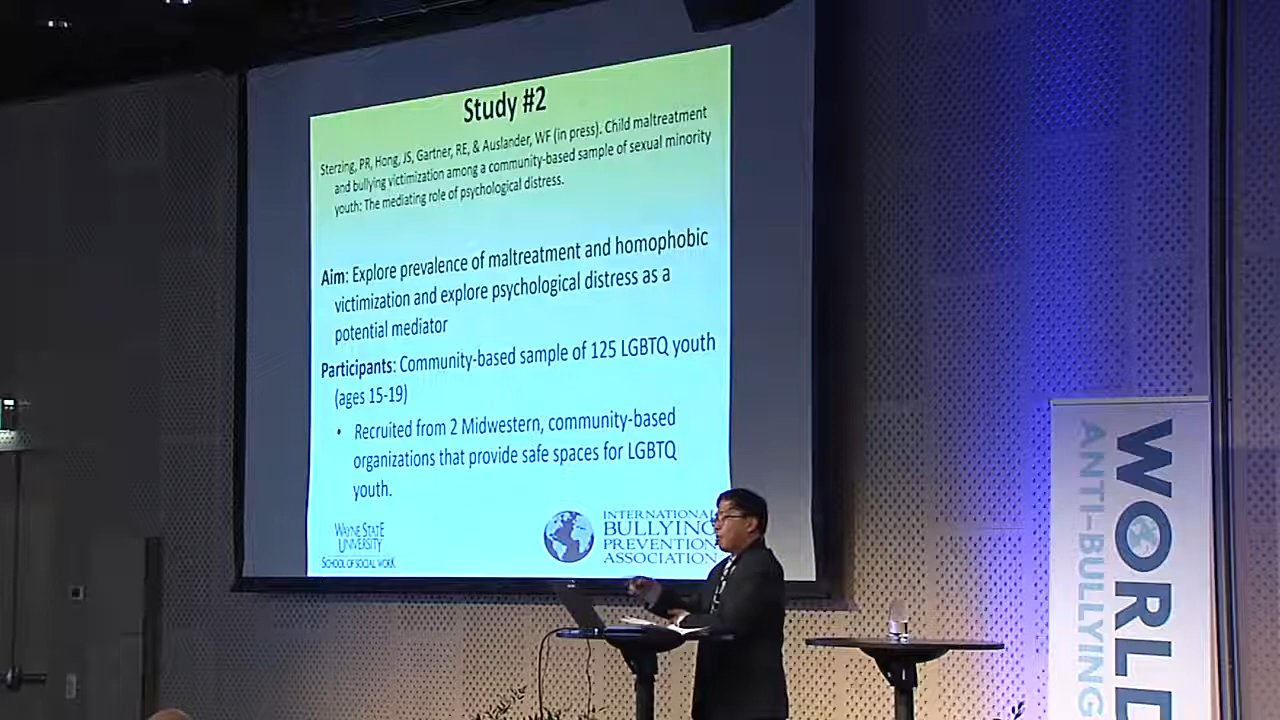 Study #2
Sterzing, PR, Hong, JS, Gartner, RE, & Auslander, WF (in press). Child maltreatment
and bullying victimization among a community-based sample of sexual minority
youth: The mediating role of psychological distress.
Aim: Explore prevalence of maltreatment and homophobic
victimization and explore psychological distress as a
potential mediator
Participants: Community-based sample of 125 LGBTQ youth
(ages 15-19)
• Recruited from 2 Midwestern, community-based
organizations that provide safe spaces for LGBTQ
youth.
WAYNE STATE
UNIVERSITY
SCHOOL OF SOCIAL WORK
INTERNATIONAL
BULLYING
PREVENTION
ASSOCIATION
WORLD
ANTI-BULLYING